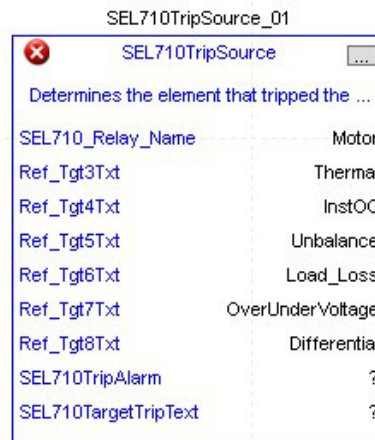 SEL710TripSource_01
SEL710TripSource ...
Determines the element that tripped the ...
SEL710_Relay_Name Motor
Ref_Tgt3Txt Therma
Ref_Tgt4Txt InstOC
Ref_Tgt5Txt Unbalance
Ref_Tgt6Txt Load_Loss
Ref_Tgt7Txt OverUnderVoltage
Ref_Tgt8Txt Differentia
SEL710TripAlarm ?
SEL710TargetTripText ?